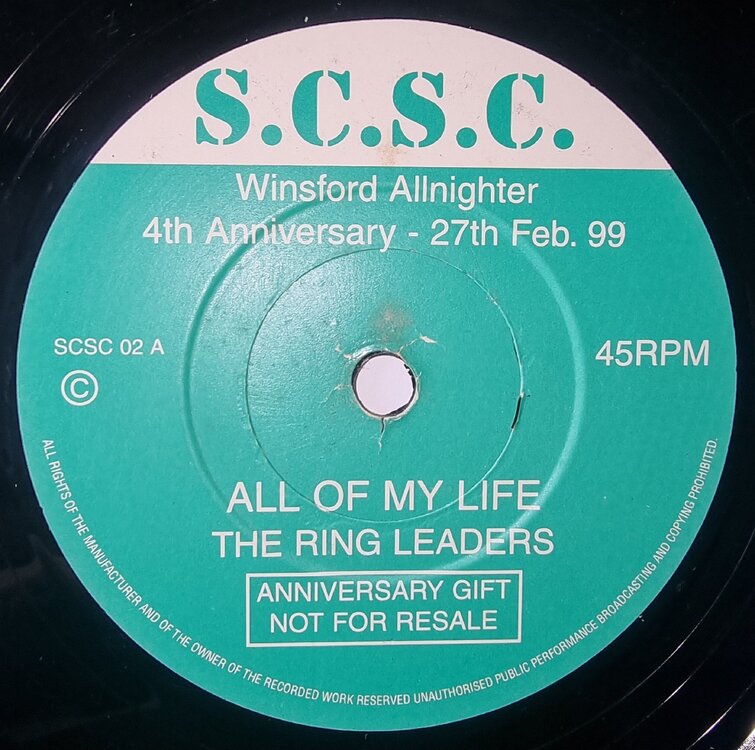 S.C.S.C.
Winsford Allnighter
4th Anniversary - 27th Feb. 99
SCSC 02 A
©
45RPM
ALL OF MY LIFE
THE RING LEADERS
ANNIVERSARY GIFT
NOT FOR RESALE
ALL RIGHTS OF THE MANUFACTURER AND OF THE OWNER OF THE RECORDED WORK RESERVED UNAUTHORISED PUBLIC PERFORMANCE BROADCASTING AND COPYING PROHIBITED.